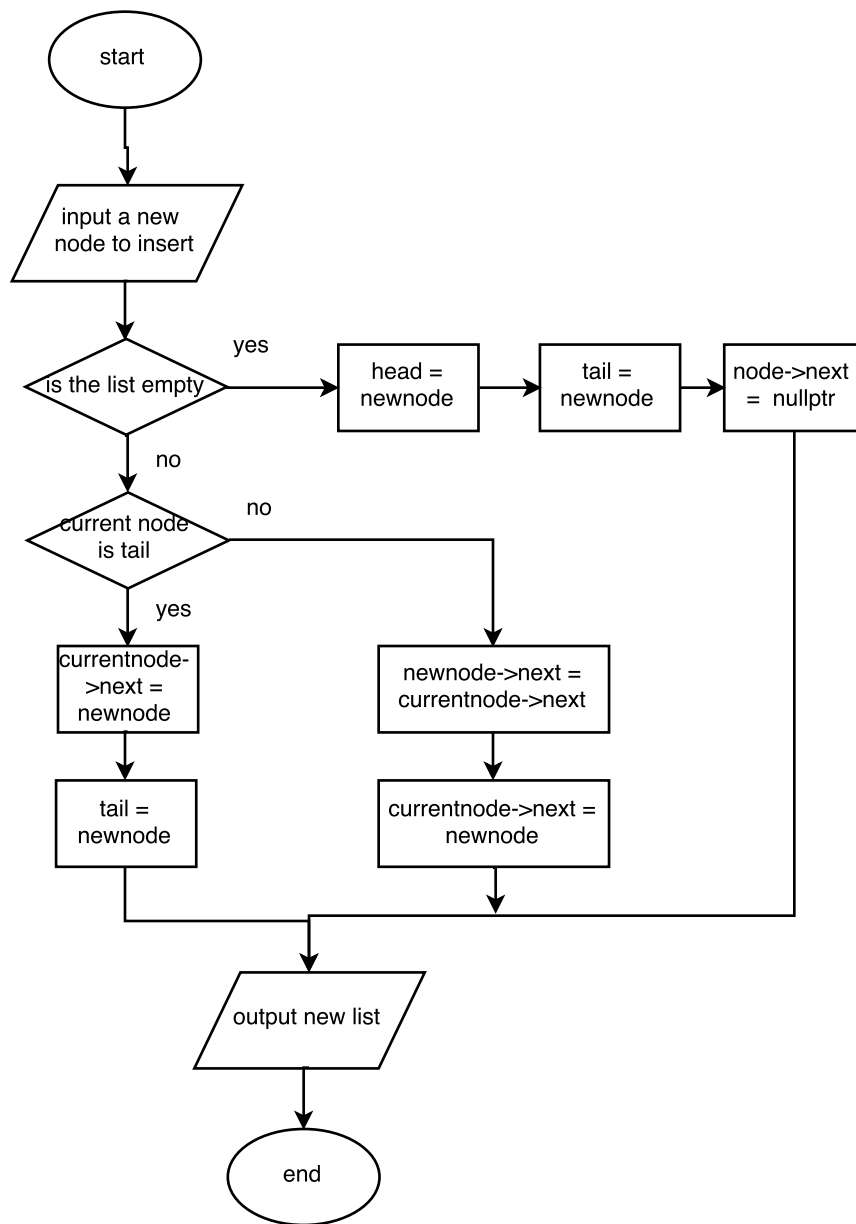 start
input a new
node to insert
is the list empty
yes
head =
newnode
tail =
newnode
node->next
= nullptr
no
current node
is tail
no
yes
currentnode-
>next =
newnode
tail =
newnode
newnode->next =
currentnode->next
currentnode->next =
newnode
output new list
end